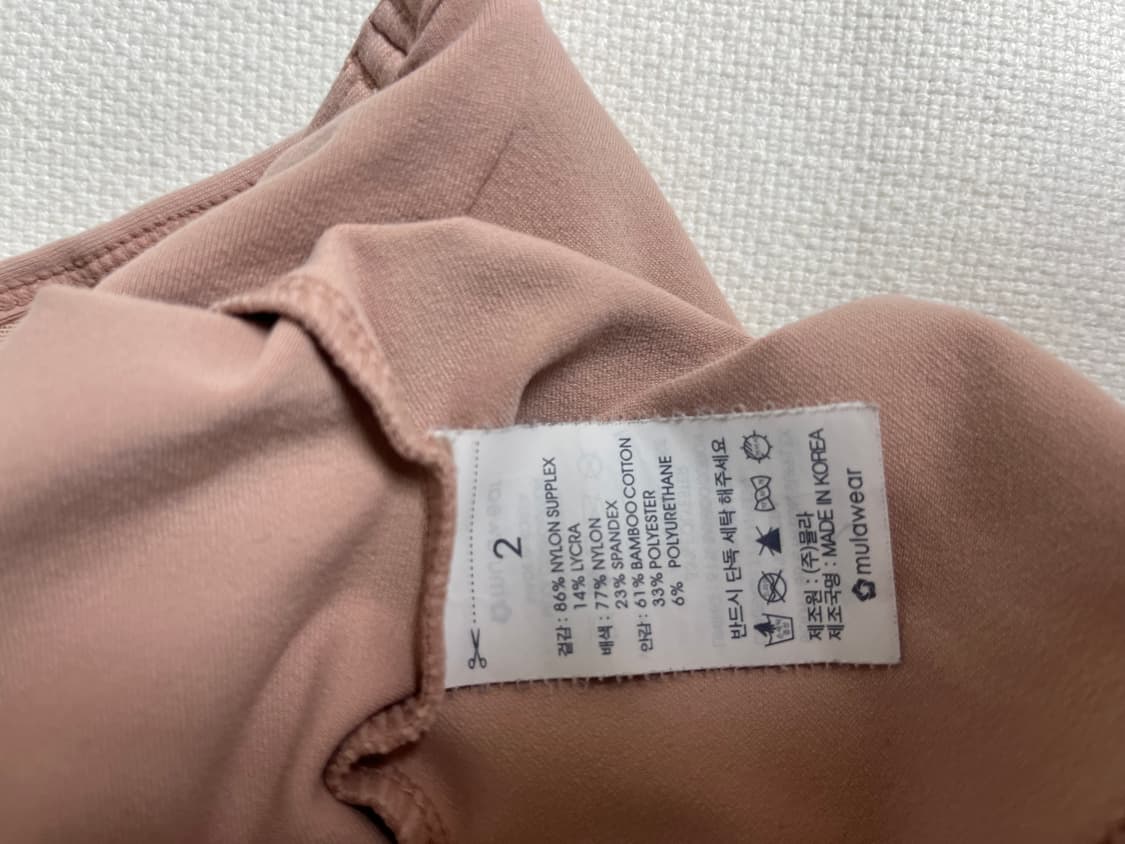 2
겉감 : 86% NYLON SUPPLEX
14% LYCRA
배색 : 77% NYLON
23% SPANDEX
안감 : 61% BAMBOO COTTON
33% POLYESTER
6% POLYURETHANE
반드시 단독 세탁 해주세요
제조원 : (주)뮬라
제조국명 : MADE IN KOREA
mulawear